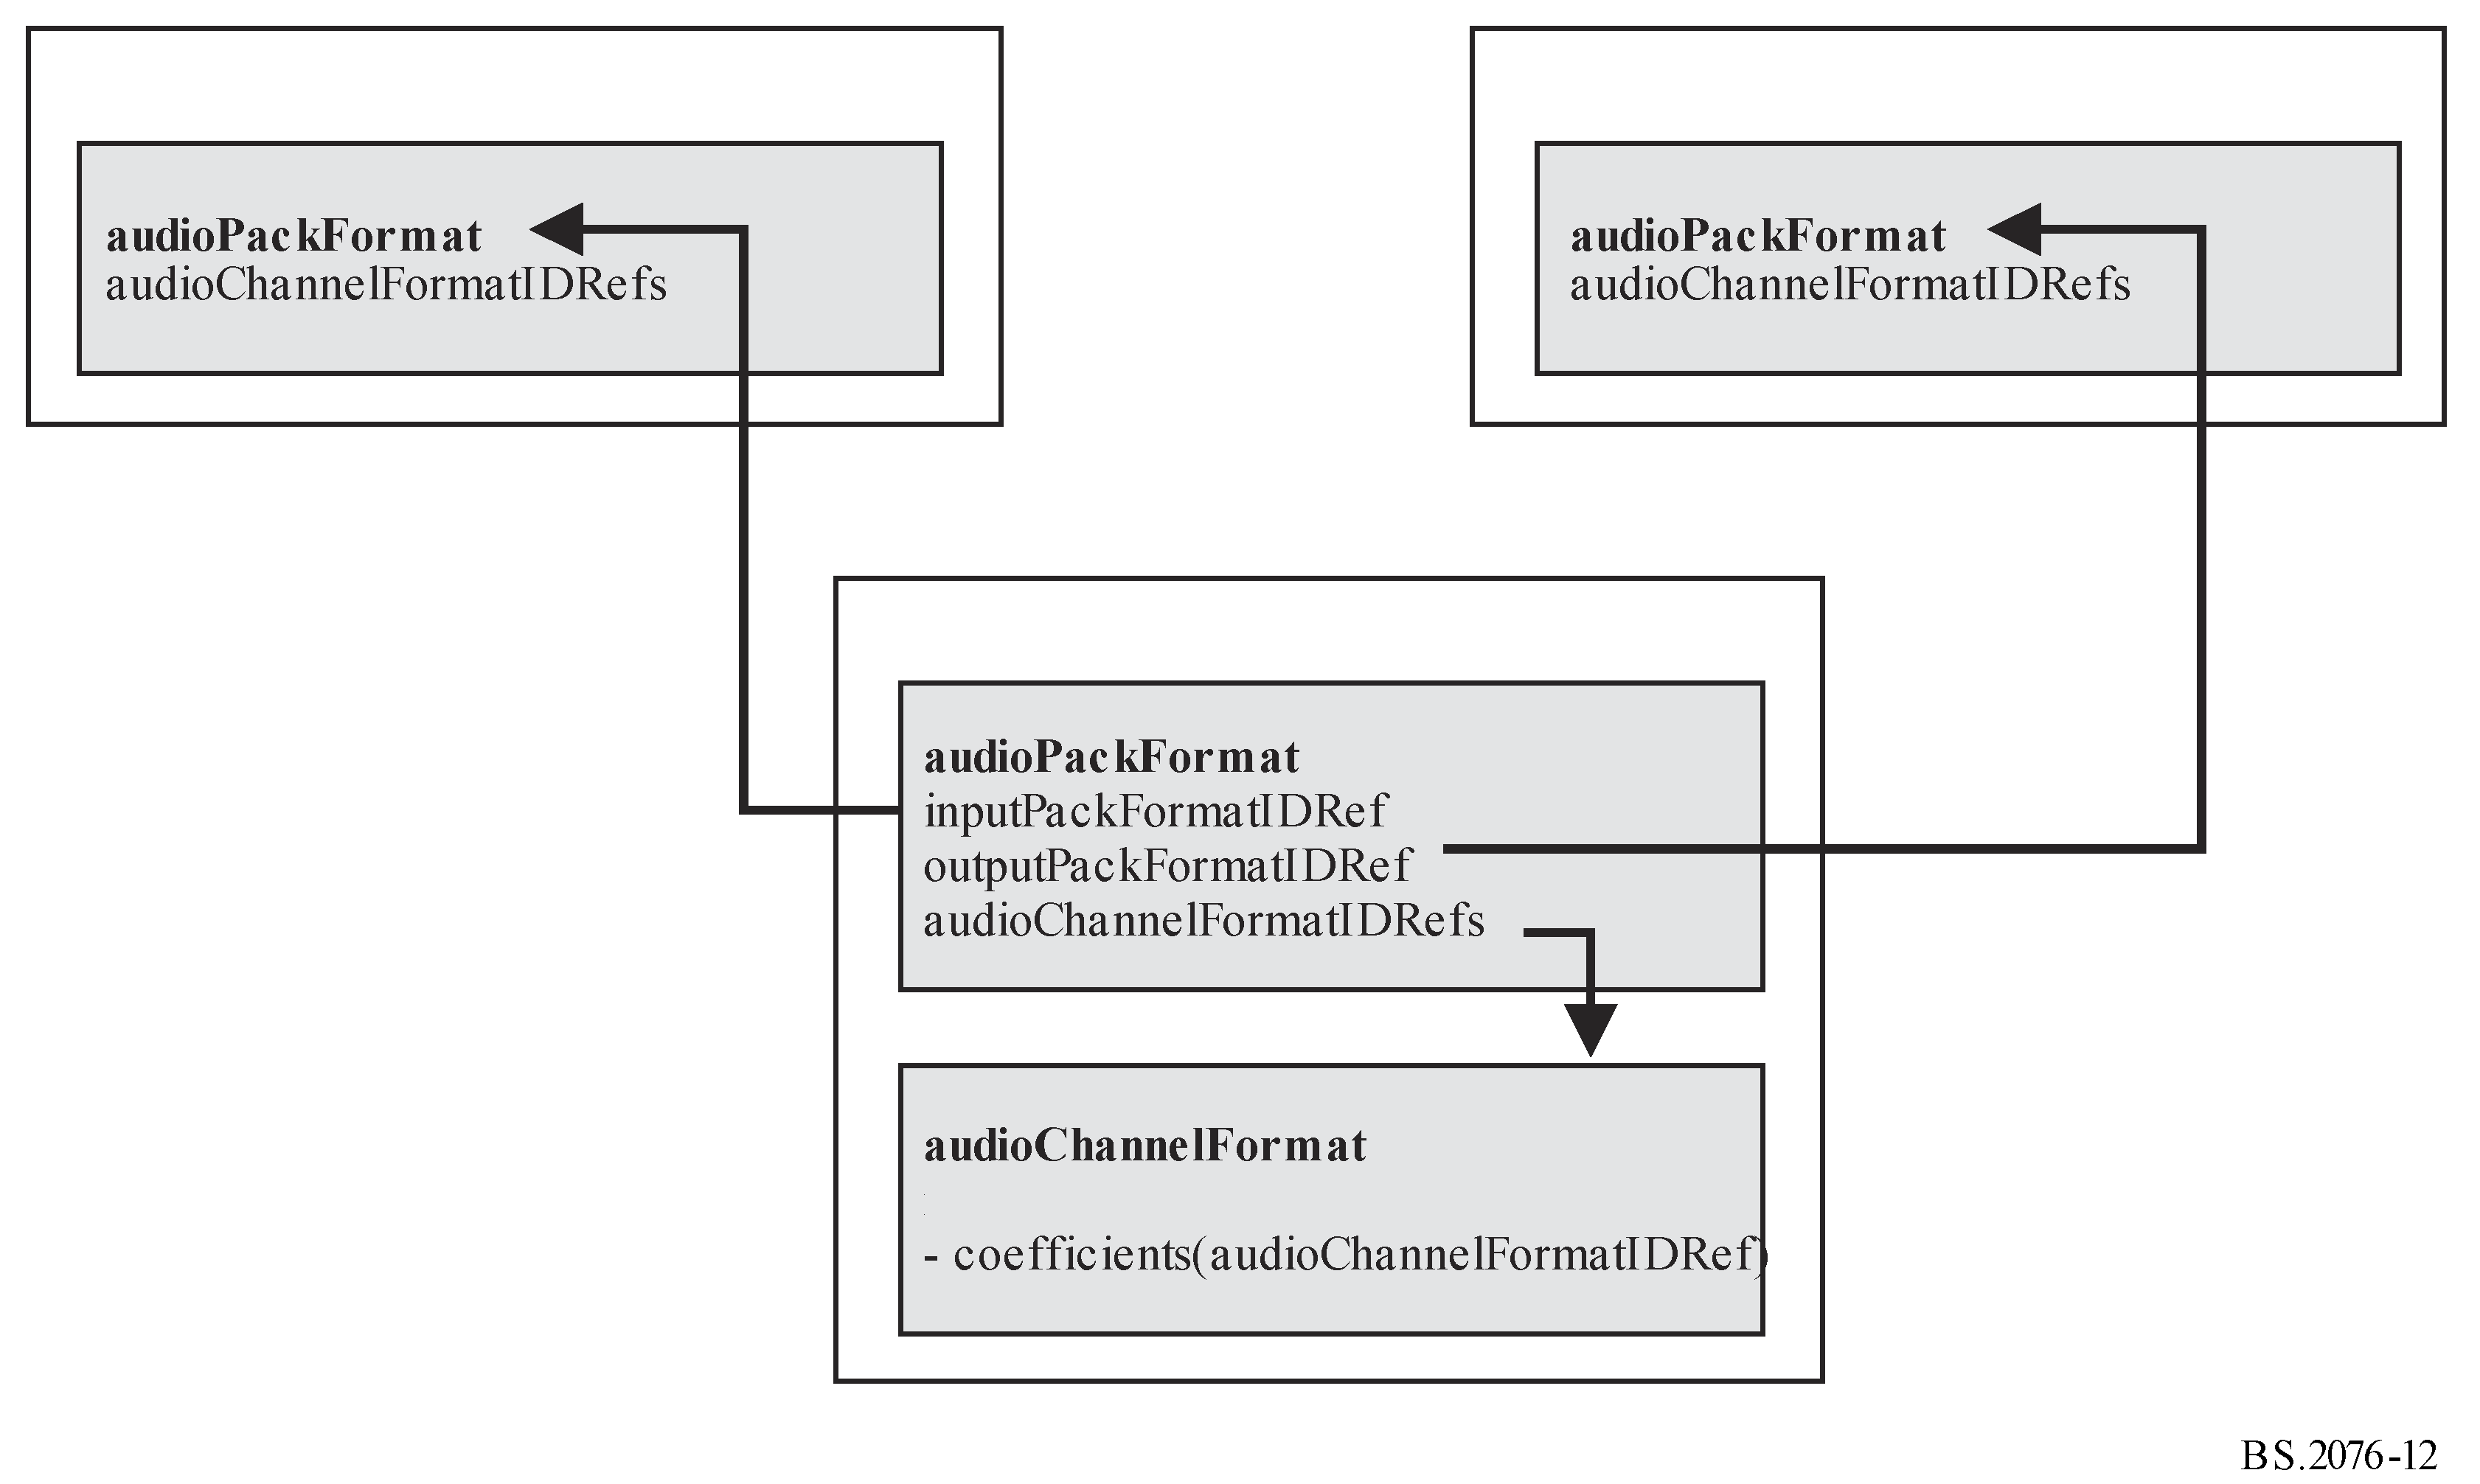 audioPackFormat
audioChannelFormatIDRefs
audioPackFormat
audioChannelFormatIDRefs
audioPackFormat
inputPackFormatIDRef
outputPackFormatIDRef
audioChannelFormatIDRefs
audioChannelFormat
- coefficients(audioChannelFormatIDRef)
BS.2076-12